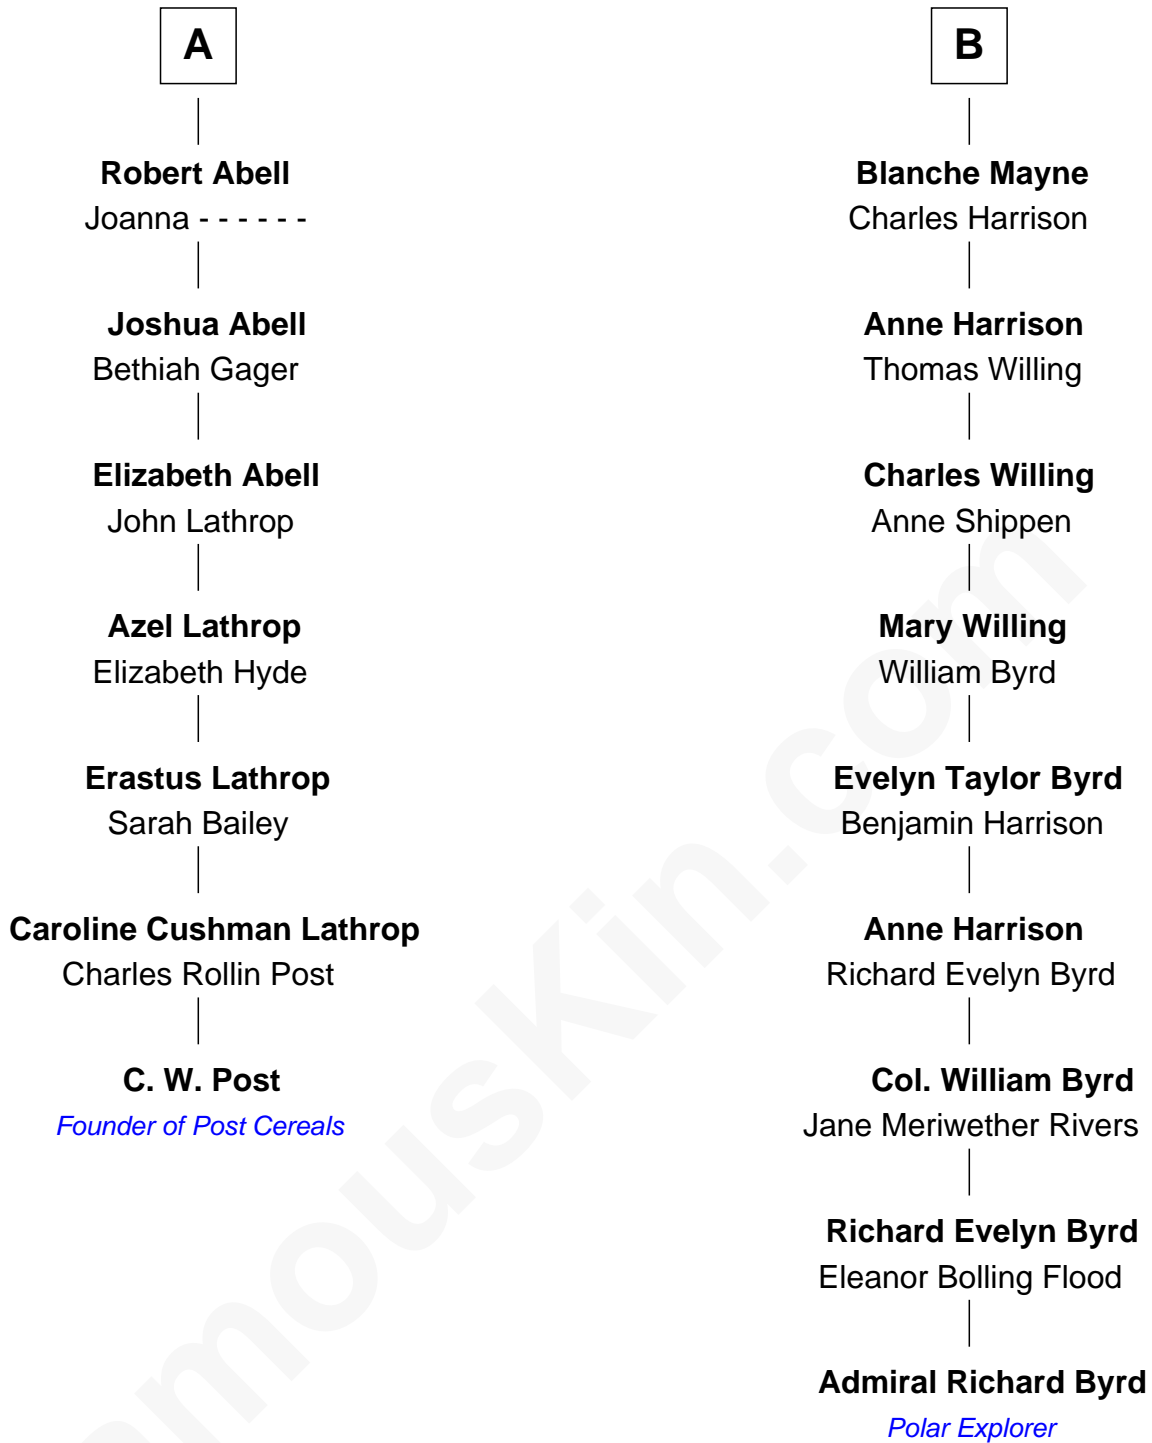 A
Robert Abell
Joanna - - - - - -
Joshua Abell
Bethiah Gager
Elizabeth Abell
John Lathrop
Azel Lathrop
Elizabeth Hyde
Erastus Lathrop
Sarah Bailey
Caroline Cushman Lathrop
Charles Rollin Post
C. W. Post
Founder of Post Cereals
B
Blanche Mayne
Charles Harrison
Anne Harrison
Thomas Willing
Charles Willing
Anne Shippen
Mary Willing
William Byrd
Evelyn Taylor Byrd
Benjamin Harrison
Anne Harrison
Richard Evelyn Byrd
Col. William Byrd
Jane Meriwether Rivers
Richard Evelyn Byrd
Eleanor Bolling Flood
Admiral Richard Byrd
Polar Explorer
amouskin.com